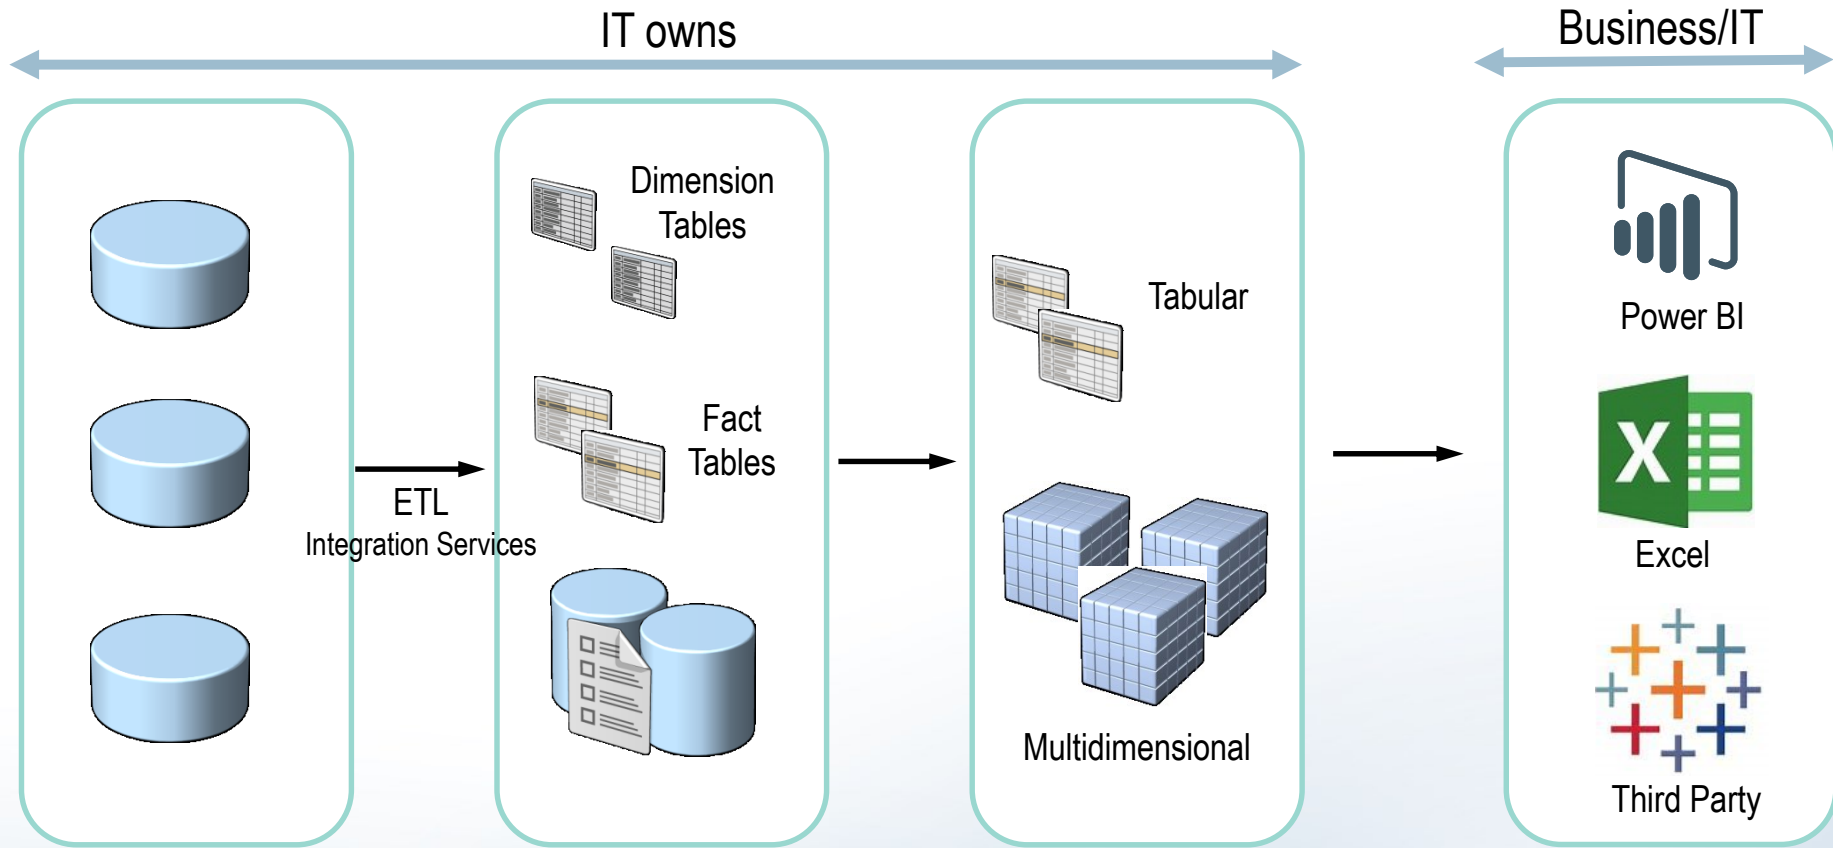 IT owns
Business/IT
ETL
Integration Services
Dimension
Tables
Fact
Tables
Tabular
Multidimensional
Power BI
X
Excel
Third Party